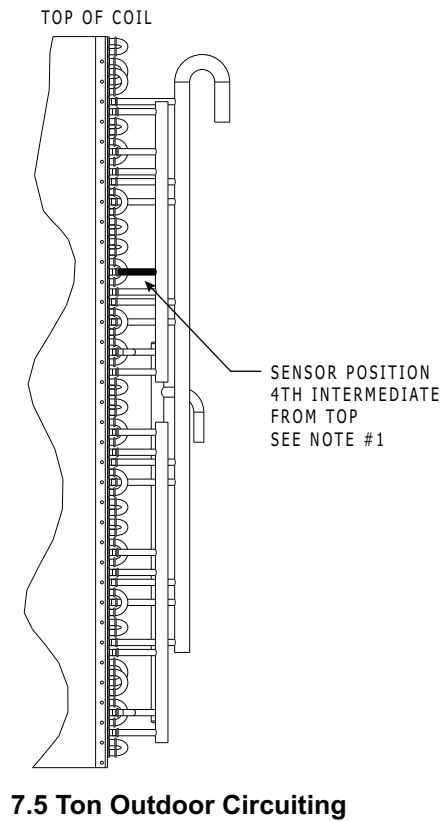 TOP OF COIL
SENSOR POSITION
4TH INTERMEDIATE
FROM TOP
SEE NOTE #1
7.5 Ton Outdoor Circuiting